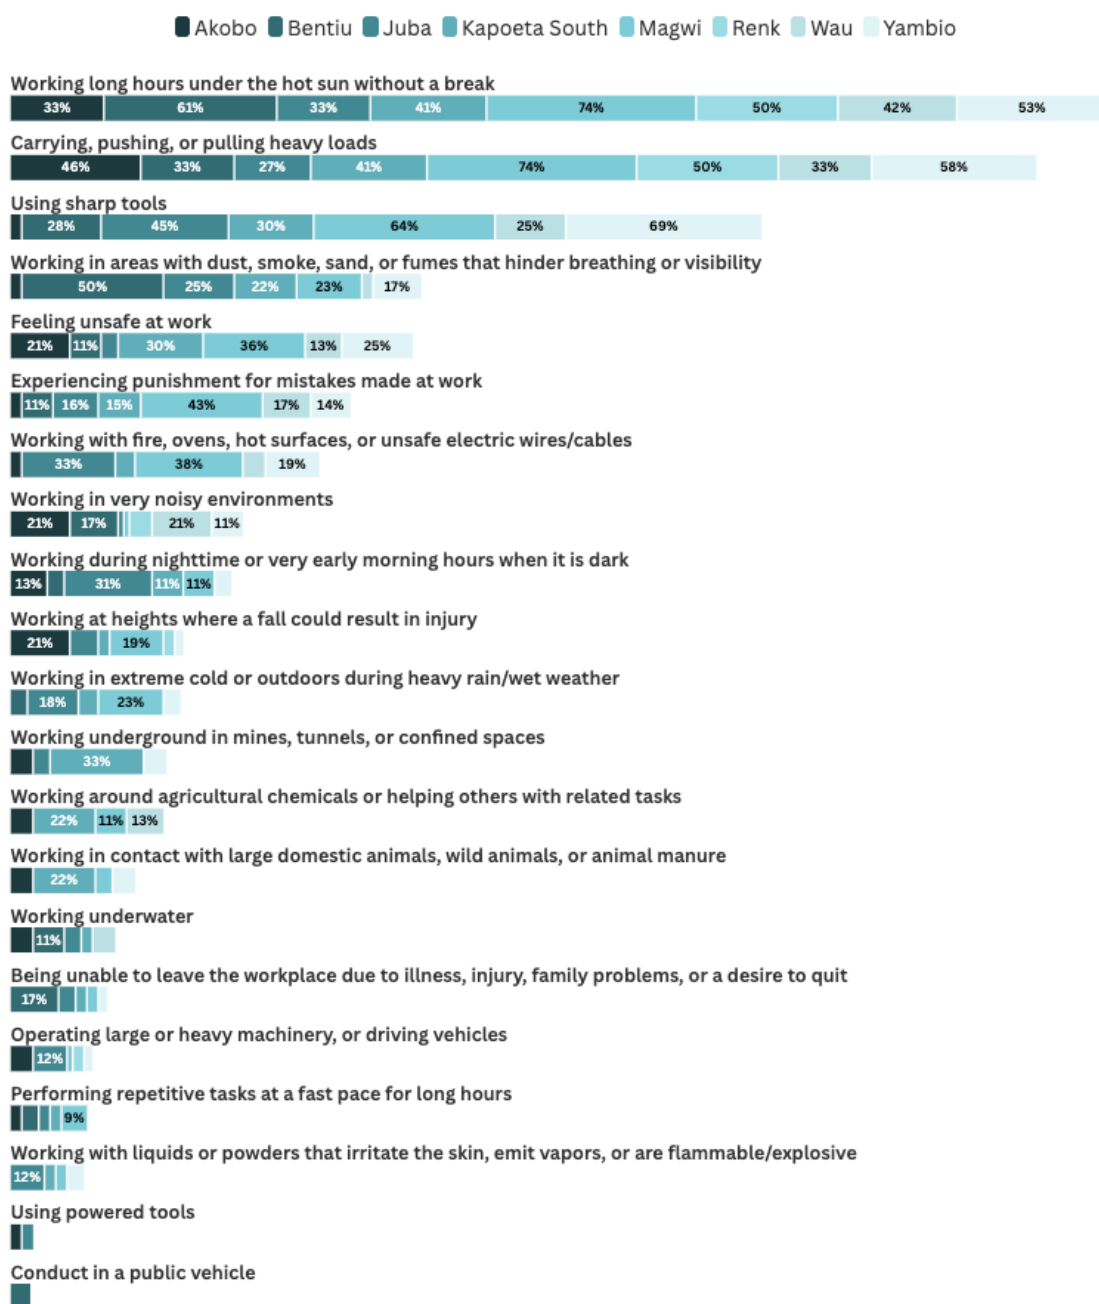 Akobo Bentiu Juba Kapoeta South Magwi Renk Wau Yambio
Working long hours under the hot sun without a break
33% 61% 33% 41% 74% 50% 42% 53%
Carrying, pushing, or pulling heavy loads
46% 33% 27% 41% 74% 50% 33% 58%
Using sharp tools
28% 45% 30% 64% 25% 69%
Working in areas with dust, smoke, sand, or fumes that hinder breathing or visibility
50% 25% 22% 23% 17%
Feeling unsafe at work
21% 11% 30% 36% 13% 25%
Experiencing punishment for mistakes made at work
11% 16% 15% 43% 17% 14%
Working with fire, ovens, hot surfaces, or unsafe electric wires/cables
33% 38% 19%
Working in very noisy environments
21% 17% 21% 11%
Working during nighttime or very early morning hours when it is dark
13% 31% 11% 11%
Working at heights where a fall could result in injury
21% 19%
Working in extreme cold or outdoors during heavy rain/wet weather
18% 23%
Working underground in mines, tunnels, or confined spaces
33%
Working around agricultural chemicals or helping others with related tasks
22% 11% 13%
Working in contact with large domestic animals, wild animals, or animal manure
22%
Working underwater
11%
Being unable to leave the workplace due to illness, injury, family problems, or a desire to quit
17%
Operating large or heavy machinery, or driving vehicles
12%
Performing repetitive tasks at a fast pace for long hours
9%
Working with liquids or powders that irritate the skin, emit vapors, or are flammable/explosive
12%
Using powered tools
Conduct in a public vehicle